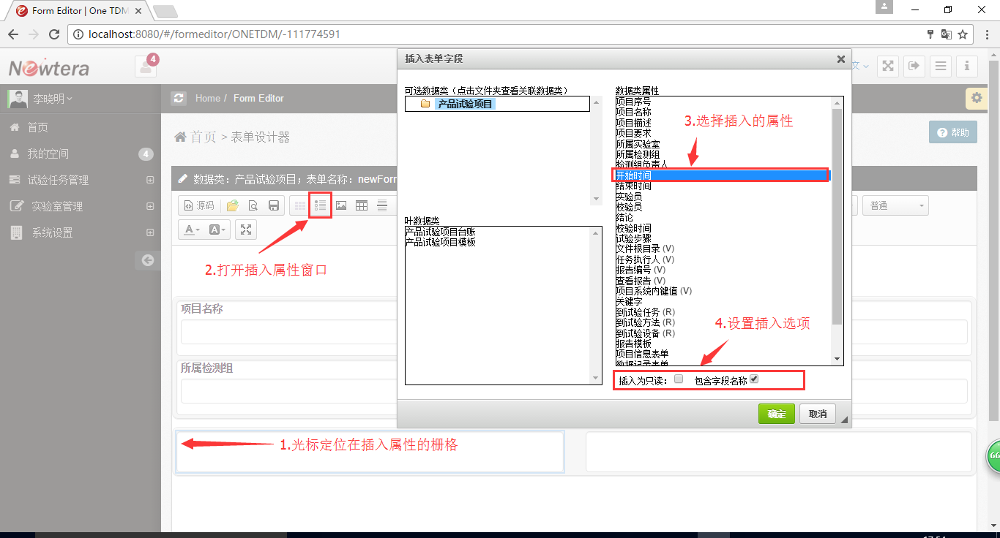 Form Editor | One TDM
localhost:8080/#/formeditor/ONETDM/-111774591
Newtera
4
文
李晓明
Home / Form Editor
首页
我的空间
4
试验任务管理
实验室管理
系统设置
首页 > 表单设计器
帮助
数据类：产品试验项目；表单名称：newForm
源码
普通
A
A
2.打开插入属性窗口
项目名称
所属检测组
1.光标定位在插入属性的栅格
插入表单字段
可选数据类（点击文件夹查看关联数据类）
产品试验项目
叶数据类
产品试验项目台账
产品试验项目模板
数据类属性
项目序号
项目名称
项目描述
项目要求
所属实验室
所属检测组
检测组负责人
开始时间
结束时间
实验员
校验员
结论
校验时间
试验步骤
文件根目录 (V)
任务执行人 (V)
报告编号 (V)
查看报告 (V)
项目系统内键值 (V)
关键字
到试验任务 (R)
到试验方法 (R)
到试验设备 (R)
报告模板
项目信息表单
数据记录表单
3.选择插入的属性
4.设置插入选项
插入为只读：
包含字段名称
确定
取消
66
17:54